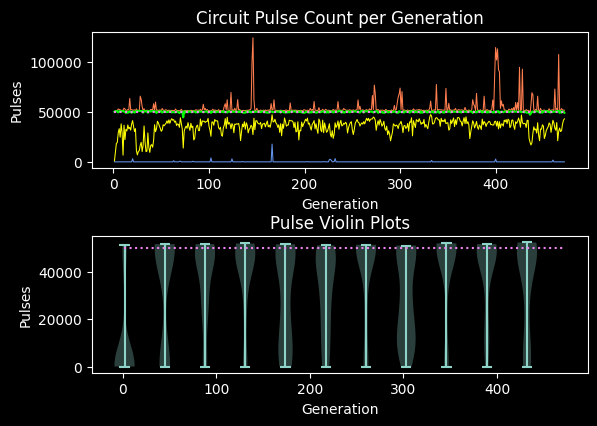 Circuit Pulse Count per Generation
Pulses
100000
50000
0
0 100 200 300 400
Generation
Pulse Violin Plots
Pulses
40000
20000
0
0 100 200 300 400
Generation